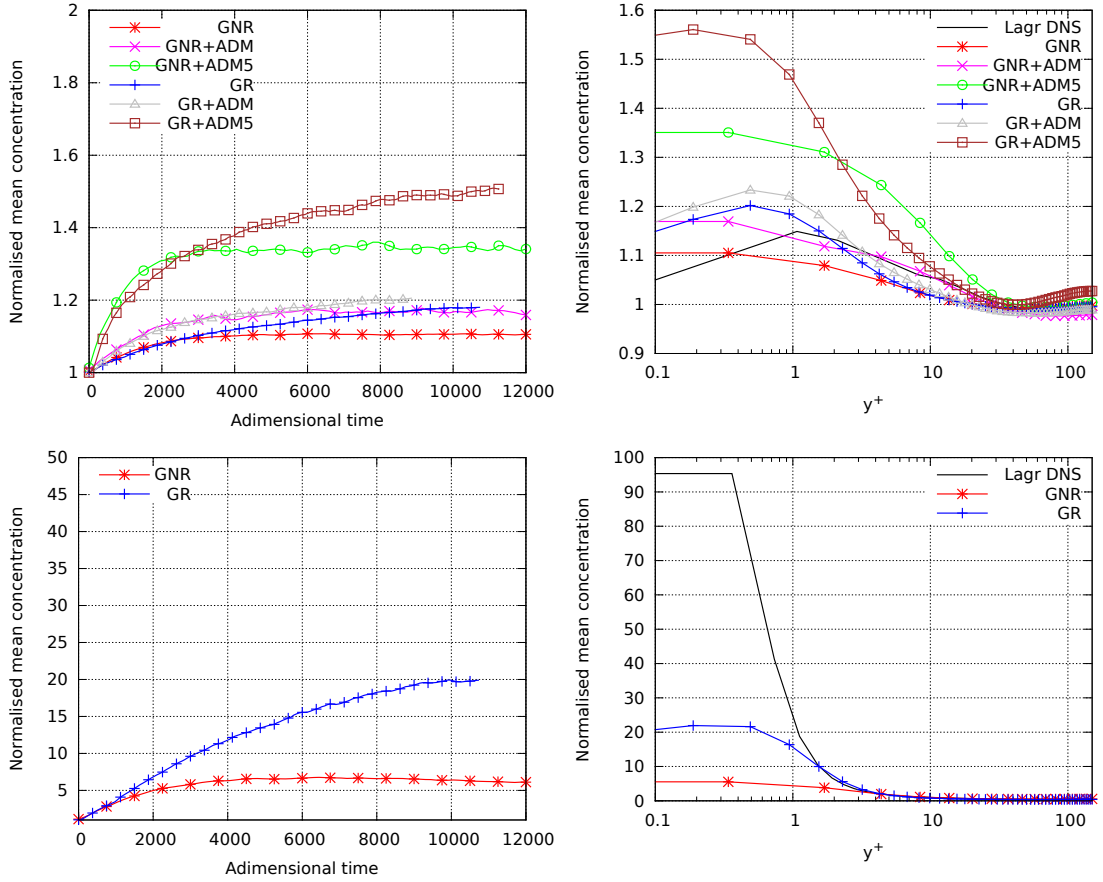 2
1.8
1.6
1.4
1.2
1
0
2000
4000
6000
8000
10000
12000
Normalised mean concentration
Adimensional time
GNR
GNR+ADM
GNR+ADM5
GR
GR+ADM
GR+ADM5
1.6
1.5
1.4
1.3
1.2
1.1
1
0.9
0.1
1
10
100
Normalised mean concentration
y+
Lagr DNS
GNR
GNR+ADM
GNR+ADM5
GR
GR+ADM
GR+ADM5
50
45
40
35
30
25
20
15
10
5
0
2000
4000
6000
8000
10000
12000
Normalised mean concentration
Adimensional time
GNR
GR
100
90
80
70
60
50
40
30
20
10
0
0.1
1
10
100
Normalised mean concentration
y+
Lagr DNS
GNR
GR